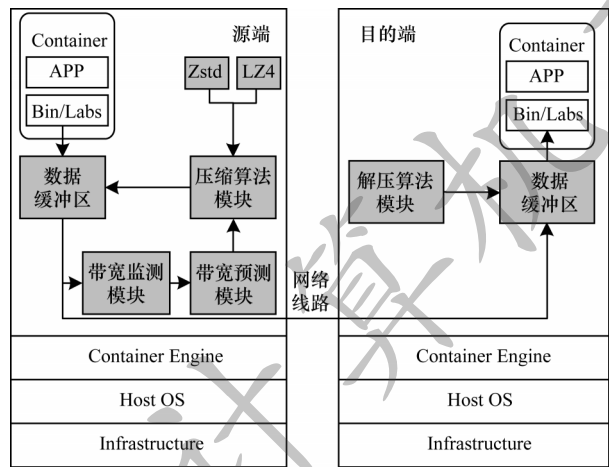 源端
Container
APP
Bin/Labs
Zstd
LZ4
数据
缓冲区
压缩算法
模块
带宽监测
模块
带宽预测
模块
网络
线路
Container Engine
Host OS
Infrastructure
目的端
Container
APP
Bin/Labs
解压算法
模块
数据
缓冲区
Container Engine
Host OS
Infrastructure
计算机